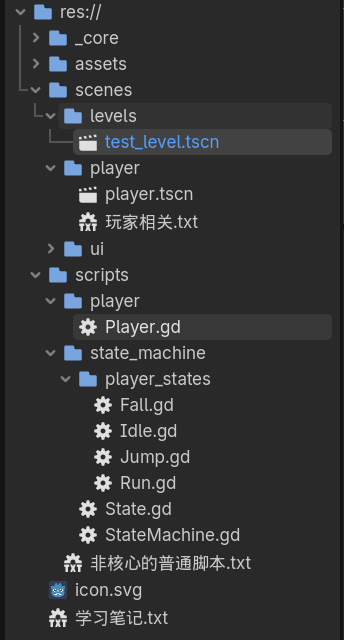 res://
_core
assets
scenes
levels
test_level.tscn
player
player.tscn
玩家相关.txt
ui
scripts
player
Player.gd
state_machine
player_states
Fall.gd
Idle.gd
Jump.gd
Run.gd
State.gd
StateMachine.gd
非核心的普通脚本.txt
icon.svg
学习笔记.txt